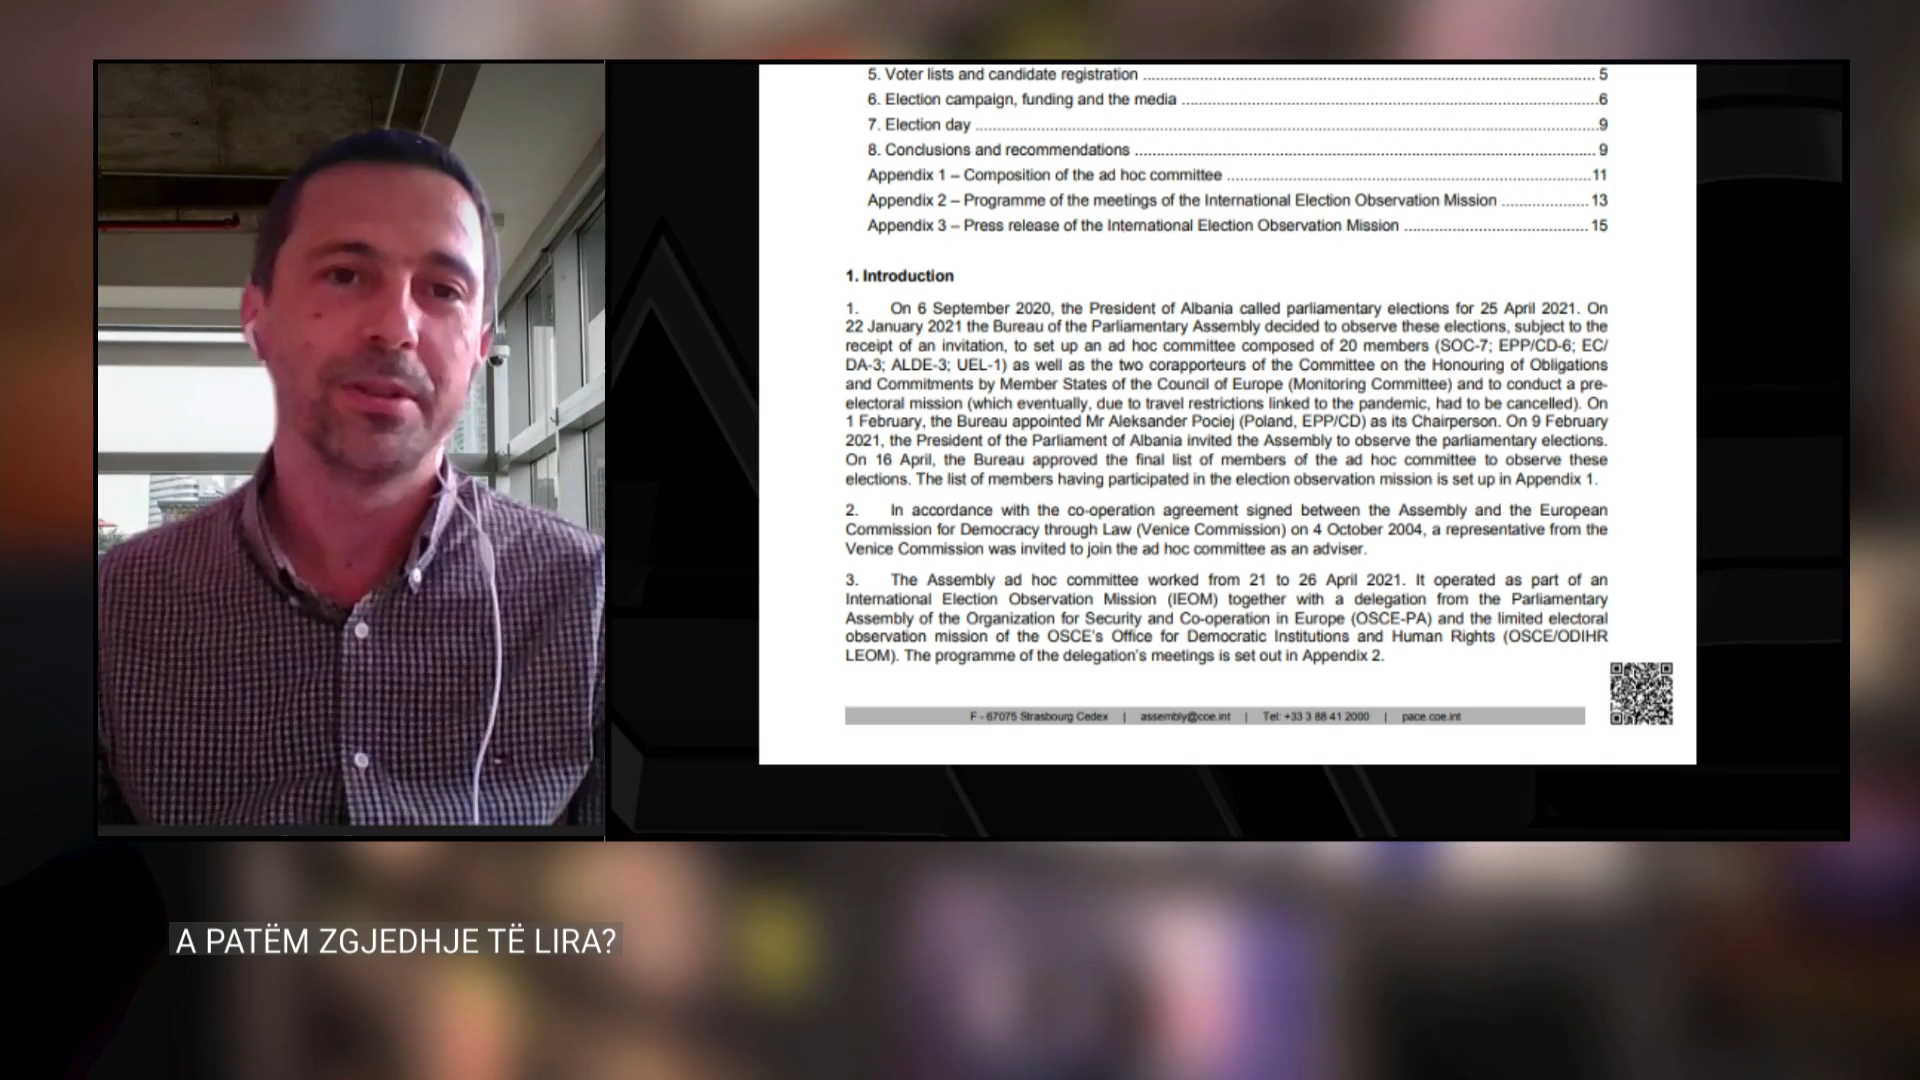 5. Voter lists and candidate registration ................................................ 5
6. Election campaign, funding and the media ................................................ 6
7. Election day ................................................ 9
8. Conclusions and recommendations ................................................ 9
Appendix 1 – Composition of the ad hoc committee ................................................ 11
Appendix 2 – Programme of the meetings of the International Election Observation Mission .................... 13
Appendix 3 – Press release of the International Election Observation Mission .................... 15
1. Introduction
1. On 6 September 2020, the President of Albania called parliamentary elections for 25 April 2021. On
22 January 2021 the Bureau of the Parliamentary Assembly decided to observe these elections, subject to the
receipt of an invitation, to set up an ad hoc committee composed of 20 members (SOC-7; EPP/CD-6; EC/
DA-3; ALDE-3; UEL-1) as well as the two corapporteurs of the Committee on the Honouring of Obligations
and Commitments by Member States of the Council of Europe (Monitoring Committee) and to conduct a pre-
electoral mission (which eventually, due to travel restrictions linked to the pandemic, had to be cancelled). On
1 February, the Bureau appointed Mr Aleksander Pociej (Poland, EPP/CD) as its Chairperson. On 9 February
2021, the President of the Parliament of Albania invited the Assembly to observe the parliamentary elections.
On 16 April, the Bureau approved the final list of members of the ad hoc committee to observe these
elections. The list of members having participated in the election observation mission is set up in Appendix 1.
2. In accordance with the co-operation agreement signed between the Assembly and the European
Commission for Democracy through Law (Venice Commission) on 4 October 2004, a representative from the
Venice Commission was invited to join the ad hoc committee as an adviser.
3. The Assembly ad hoc committee worked from 21 to 26 April 2021. It operated as part of an
International Election Observation Mission (IEOM) together with a delegation from the Parliamentary
Assembly of the Organization for Security and Co-operation in Europe (OSCE-PA) and the limited electoral
observation mission of the OSCE's Office for Democratic Institutions and Human Rights (OSCE/ODIHR
LEOM). The programme of the delegation's meetings is set out in Appendix 2.
F - 67075 Strasbourg Cedex | assembly@coe.int | Tel: +33 3 88 41 2000 | pace.coe.int
A PATËM ZGJEDHJE TË LIRA?